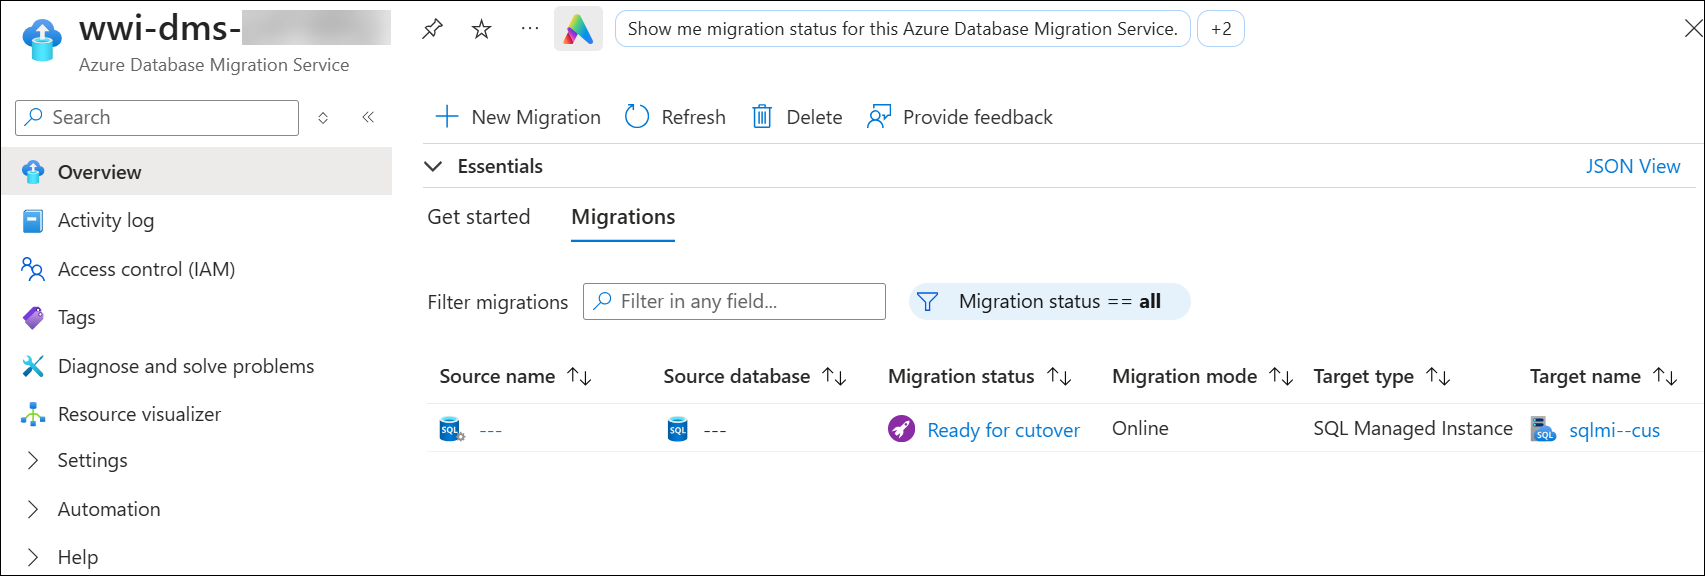 wwi-dms-
Show me migration status for this Azure Database Migration Service.
+2
Azure Database Migration Service
Search
New Migration
Refresh
Delete
Provide feedback
Essentials
JSON View
Overview
Activity log
Access control (IAM)
Tags
Diagnose and solve problems
Resource visualizer
Settings
Automation
Help
Get started
Migrations
Filter migrations
Filter in any field...
Migration status == all
Source name
Source database
Migration status
Migration mode
Target type
Target name
SQL
---
SQL
---
Ready for cutover
Online
SQL Managed Instance
SQL
sqlmi--cus